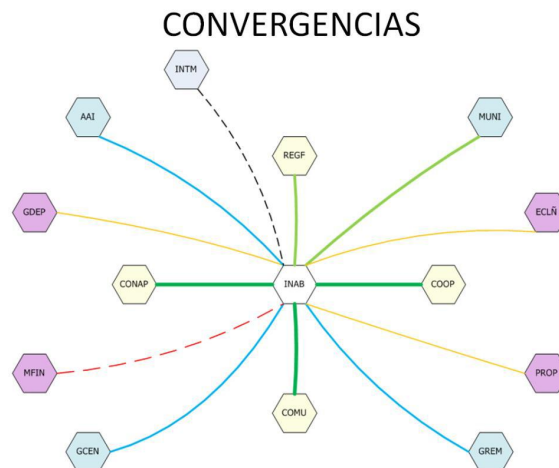 CONVERGENCIAS
INTM
AAI
MUNI
REGF
GDEP
ECLÑ
CONAP
INAB
COOP
MFIN
PROP
COMU
GCEN
GREM